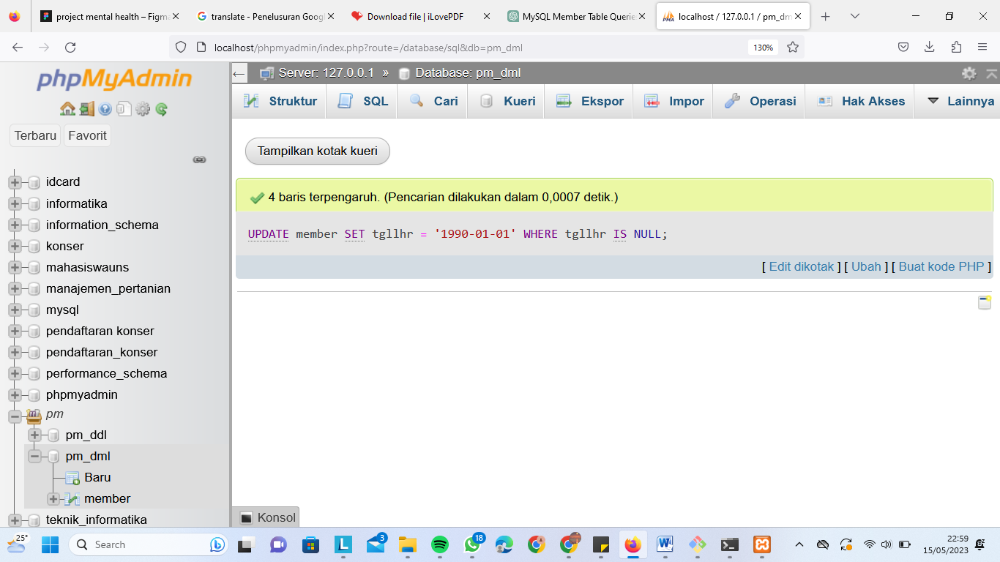 project mental health – Figma
translate - Penelusuran Goog
Download file | iLovePDF
MySQL Member Table Querie
localhost / 127.0.0.1 / pm_dm
localhost/phpmyadmin/index.php?route=/database/sql&db=pm_dml
130%
phpMyAdmin
Terbaru Favorit
idcard
informatika
information_schema
konser
mahasiswauns
manajemen_pertanian
mysql
pendaftaran konser
pendaftaran_konser
performance_schema
phpmyadmin
pm
pm_ddl
pm_dml
Baru
member
teknik_informatika
Server: 127.0.0.1 » Database: pm_dml
Struktur SQL Cari Kueri Ekspor Impor Operasi Hak Akses Lainnya
Tampilkan kotak kueri
4 baris terpengaruh. (Pencarian dilakukan dalam 0,0007 detik.)
UPDATE member SET tgllhr = '1990-01-01' WHERE tgllhr IS NULL;
[ Edit dikotak ] [ Ubah ] [ Buat kode PHP ]
Konsol
25°
Search
3
18
22:59
15/05/2023